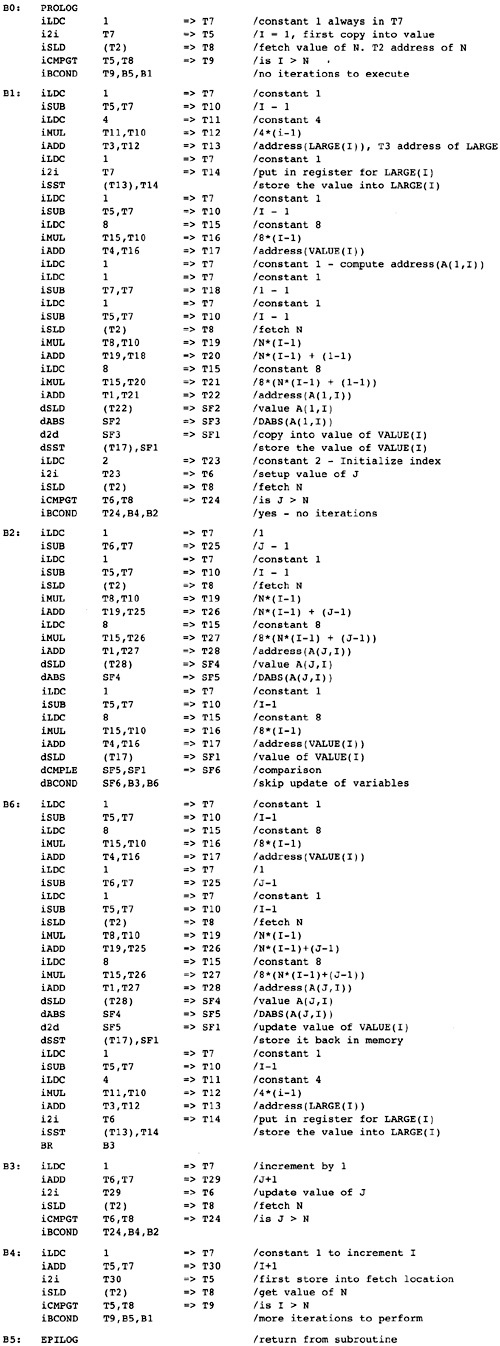 B0: PROLOG
iLDC 1 => T7 /constant 1 always in T7
i2i T7 => T5 /I = 1, first copy into value
iSLD (T2) => T8 /fetch value of N. T2 address of N
iCMPGT T5,T8 => T9 /is I > N
iBCOND T9,B5,B1 /no iterations to execute
B1: iLDC 1 => T7 /constant 1
iSUB T5,T7 => T10 /I - 1
iLDC 4 => T11 /constant 4
iMUL T11,T10 => T12 /4*(i-1)
iADD T3,T12 => T13 /address(LARGE(I)), T3 address of LARGE
iLDC 1 => T7 /constant 1
i2i T7 => T14 /put in register for LARGE(I)
iSST (T13),T14 /store the value into LARGE(I)
iLDC 1 => T7 /constant 1
iSUB T5,T7 => T10 /I - 1
iLDC 8 => T15 /constant 8
iMUL T15,T10 => T16 /8*(I-1)
iADD T4,T16 => T17 /address(VALUE(I))
iLDC 1 => T7 /constant 1 - compute address(A(1,I))
iLDC 1 => T7 /constant 1
iSUB T7,T7 => T18 /1 - 1
iLDC 1 => T7 /constant 1
iSUB T5,T7 => T10 /I - 1
iSLD (T2) => T8 /fetch N
iMUL T8,T10 => T19 /N*(I-1)
iADD T19,T18 => T20 /N*(I-1) + (1-1)
iLDC 8 => T15 /constant 8
iMUL T15,T20 => T21 /8*(N*(I-1) + (1-1))
iADD T1,T21 => T22 /address(A(1,I))
dSLD (T22) => SF2 /value A(1,I)
dABS SF2 => SF3 /DABS(A(1,I))
d2d SF3 => SF1 /copy into value of VALUE(I)
dSST (T17),SF1 /store the value of VALUE(I)
iLDC 2 => T23 /constant 2 - Initialize index
i2i T23 => T6 /setup value of J
iSLD (T2) => T8 /fetch N
iCMPGT T6,T8 => T24 /is J > N
iBCOND T24,B4,B2 /yes - no iterations
B2: iLDC 1 => T7 /1
iSUB T6,T7 => T25 /J - 1
iLDC 1 => T7 /constant 1
iSUB T5,T7 => T10 /I - 1
iSLD (T2) => T8 /fetch N
iMUL T8,T10 => T19 /N*(I-1)
iADD T19,T25 => T26 /N*(I-1) + (J-1)
iLDC 8 => T15 /constant 8
iMUL T15,T26 => T27 /8*(N*(I-1) + (J-1))
iADD T1,T27 => T28 /address(A(J,I))
dSLD (T28) => SF4 /value A(J,I)
dABS SF4 => SF5 /DABS(A(J,I))
iLDC 1 => T7 /constant 1
iSUB T5,T7 => T10 /I-1
iLDC 8 => T15 /constant 8
iMUL T15,T10 => T16 /8*(I-1)
iADD T4,T16 => T17 /address(VALUE(I))
dSLD (T17) => SF1 /value of VALUE(I)
dCMPLE SF5,SF1 => SF6 /comparison
dBCOND SF6,B3,B6 /skip update of variables
B6: iLDC 1 => T7 /constant 1
iSUB T5,T7 => T10 /I-1
iLDC 8 => T15 /constant 8
iMUL T15,T10 => T16 /8*(I-1)
iADD T4,T16 => T17 /address(VALUE(I))
iLDC 1 => T7 /1
iSUB T6,T7 => T25 /J-1
iLDC 1 => T7 /constant 1
iSUB T5,T7 => T10 /I-1
iSLD (T2) => T8 /fetch N
iMUL T8,T10 => T19 /N*(I-1)
iADD T19,T25 => T26 /N*(I-1)+(J-1)
iLDC 8 => T15 /constant 8
iMUL T15,T26 => T27 /8*(N*(I-1)+(J-1))
iADD T1,T27 => T28 /address(A(J,I))
dSLD (T28) => SF4 /value A(J,I)
dABS SF4 => SF5 /DABS(A(J,I))
d2d SF5 => SF1 /update value of VALUE(I)
dSST (T17),SF1 /store it back in memory
iLDC 1 => T7 /constant 1
iSUB T5,T7 => T10 /I-1
iLDC 4 => T11 /constant 4
iMUL T11,T10 => T12 /4*(i-1)
iADD T3,T12 => T13 /address(LARGE(I))
i2i T6 => T14 /put in register for LARGE(I)
iSST (T13),T14 /store the value into LARGE(I)
BR B3
B3: iLDC 1 => T7 /increment by 1
iADD T6,T7 => T29 /J+1
i2i T29 => T6 /update value of J
iSLD (T2) => T8 /fetch N
iCMPGT T6,T8 => T24 /is J > N
iBCOND T24,B4,B2
B4: iLDC 1 => T7 /constant 1 to increment I
iADD T5,T7 => T30 /I+1
i2i T30 => T5 /first store into fetch location
iSLD (T2) => T8 /get value of N
iCMPGT T5,T8 => T9 /is I > N
iBCOND T9,B5,B1 /more iterations to perform
B5: EPILOG /return from subroutine